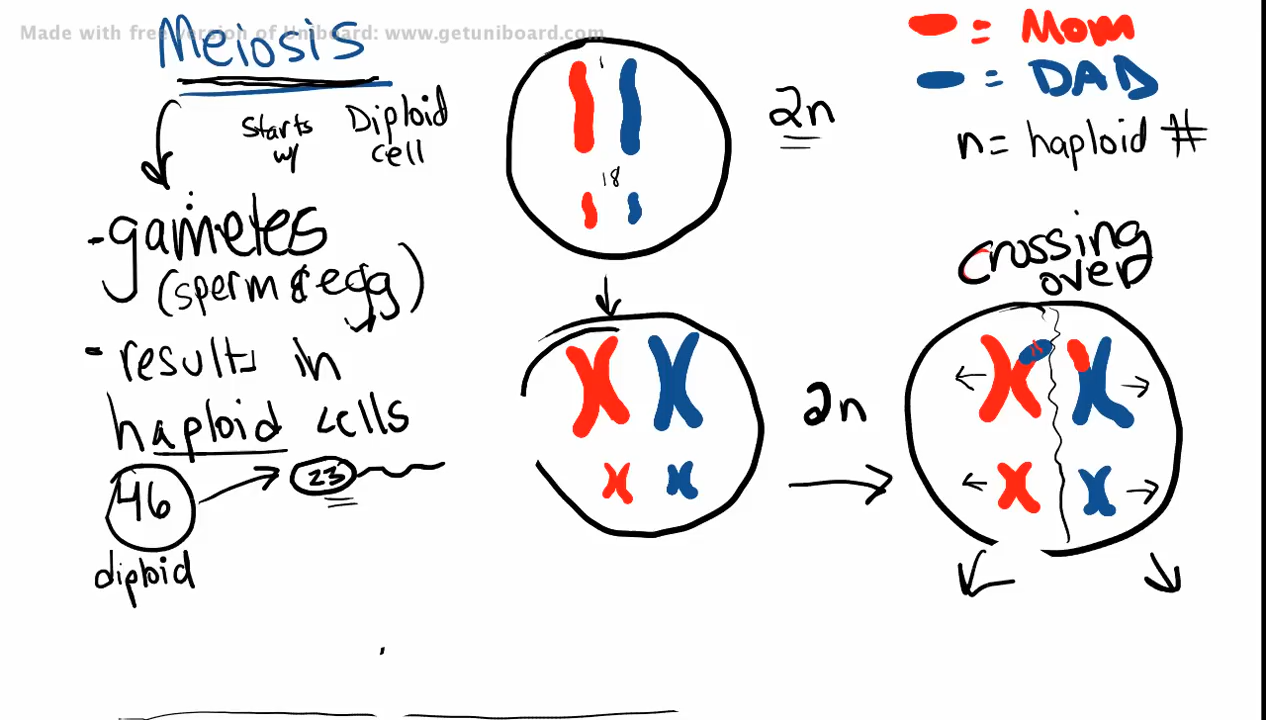 Made with free version of Uniboard: www.getuniboard.com
Meiosis
starts w/
Diploid cell
- gametes
(sperm & egg)
- results in
haploid cells
46
23
diploid
1
18
2n
2n
= Mom
= DAD
n = haploid #
crossing
over